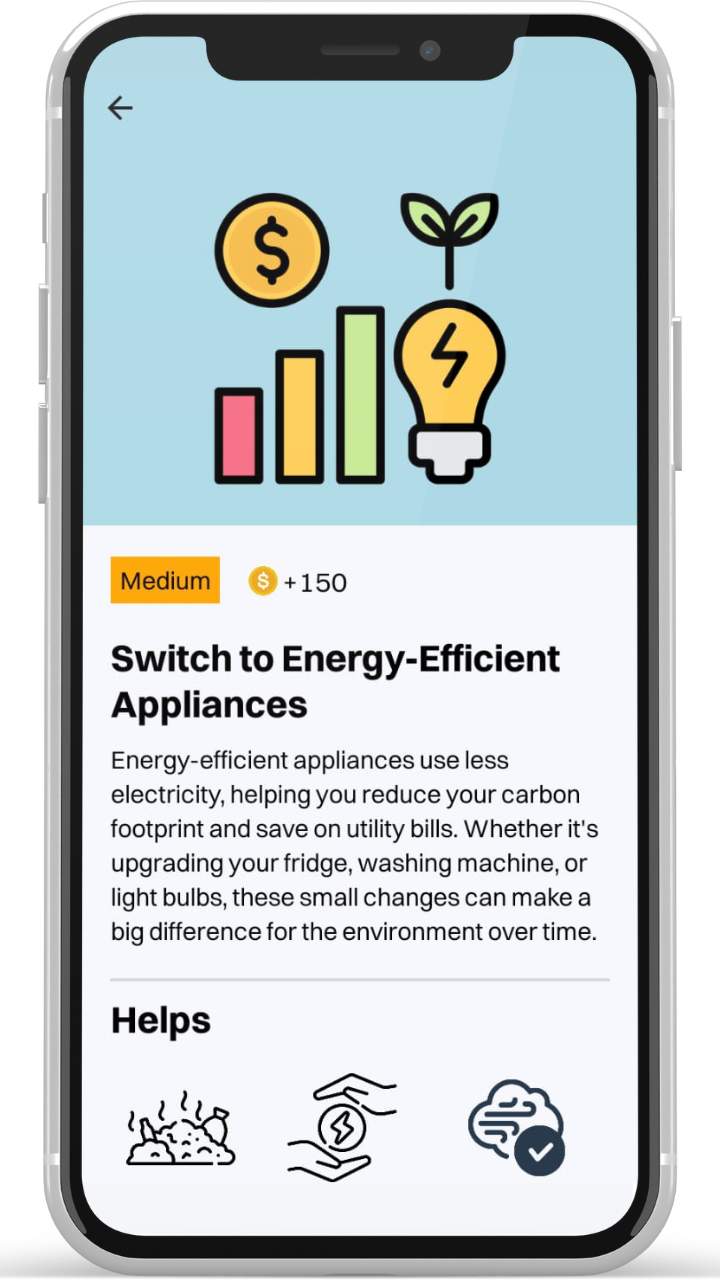 $
Medium
$ +150
Switch to Energy-Efficient
Appliances
Energy-efficient appliances use less
electricity, helping you reduce your carbon
footprint and save on utility bills. Whether it's
upgrading your fridge, washing machine, or
light bulbs, these small changes can make a
big difference for the environment over time.
Helps